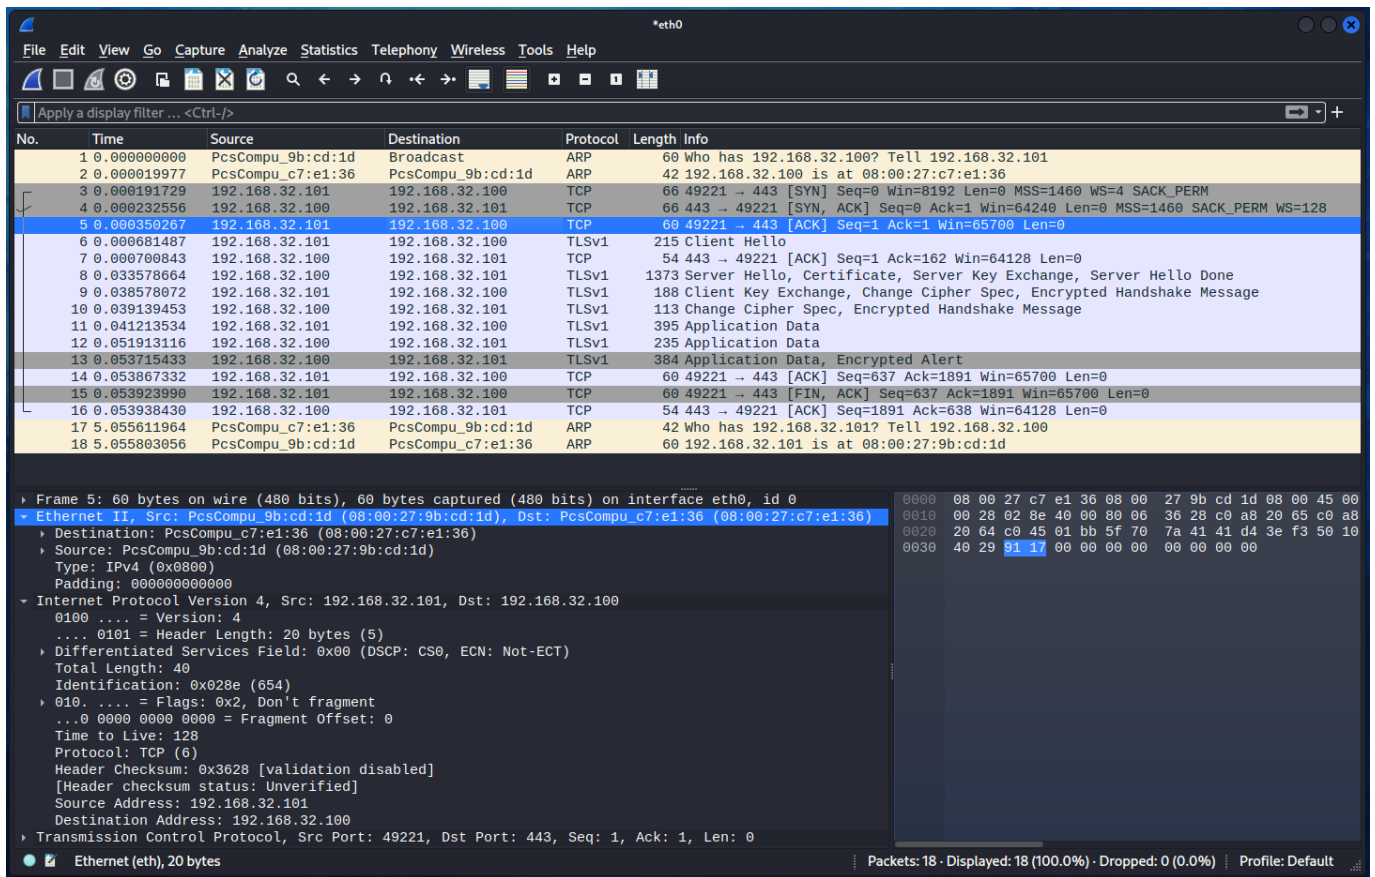 *eth0
File Edit View Go Capture Analyze Statistics Telephony Wireless Tools Help
Apply a display filter ... <Ctrl-/>
No. Time Source Destination Protocol Length Info
1 0.000000000 PcsCompu_9b:cd:1d Broadcast ARP 60 Who has 192.168.32.100? Tell 192.168.32.101
2 0.000019977 PcsCompu_c7:e1:36 PcsCompu_9b:cd:1d ARP 42 192.168.32.100 is at 08:00:27:c7:e1:36
3 0.000191729 192.168.32.101 192.168.32.100 TCP 66 49221 → 443 [SYN] Seq=0 Win=8192 Len=0 MSS=1460 WS=4 SACK_PERM
4 0.000232556 192.168.32.100 192.168.32.101 TCP 66 443 → 49221 [SYN, ACK] Seq=0 Ack=1 Win=64240 Len=0 MSS=1460 SACK_PERM WS=128
5 0.000350267 192.168.32.101 192.168.32.100 TCP 60 49221 → 443 [ACK] Seq=1 Ack=1 Win=65700 Len=0
6 0.000681487 192.168.32.101 192.168.32.100 TLSv1 215 Client Hello
7 0.000700843 192.168.32.100 192.168.32.101 TCP 54 443 → 49221 [ACK] Seq=1 Ack=162 Win=64128 Len=0
8 0.033578664 192.168.32.100 192.168.32.101 TLSv1 1373 Server Hello, Certificate, Server Key Exchange, Server Hello Done
9 0.038578072 192.168.32.101 192.168.32.100 TLSv1 188 Client Key Exchange, Change Cipher Spec, Encrypted Handshake Message
10 0.039139453 192.168.32.100 192.168.32.101 TLSv1 113 Change Cipher Spec, Encrypted Handshake Message
11 0.041213534 192.168.32.101 192.168.32.100 TLSv1 395 Application Data
12 0.051913116 192.168.32.100 192.168.32.101 TLSv1 235 Application Data
13 0.053715433 192.168.32.100 192.168.32.101 TLSv1 384 Application Data, Encrypted Alert
14 0.053867332 192.168.32.101 192.168.32.100 TCP 60 49221 → 443 [ACK] Seq=637 Ack=1891 Win=65700 Len=0
15 0.053923990 192.168.32.101 192.168.32.100 TCP 60 49221 → 443 [FIN, ACK] Seq=637 Ack=1891 Win=65700 Len=0
16 0.053938430 192.168.32.100 192.168.32.101 TCP 54 443 → 49221 [ACK] Seq=1891 Ack=638 Win=64128 Len=0
17 5.055611964 PcsCompu_c7:e1:36 PcsCompu_9b:cd:1d ARP 42 Who has 192.168.32.101? Tell 192.168.32.100
18 5.055803056 PcsCompu_9b:cd:1d PcsCompu_c7:e1:36 ARP 60 192.168.32.101 is at 08:00:27:9b:cd:1d
Frame 5: 60 bytes on wire (480 bits), 60 bytes captured (480 bits) on interface eth0, id 0
Ethernet II, Src: PcsCompu_9b:cd:1d (08:00:27:9b:cd:1d), Dst: PcsCompu_c7:e1:36 (08:00:27:c7:e1:36)
Destination: PcsCompu_c7:e1:36 (08:00:27:c7:e1:36)
Source: PcsCompu_9b:cd:1d (08:00:27:9b:cd:1d)
Type: IPv4 (0x0800)
Padding: 000000000000
Internet Protocol Version 4, Src: 192.168.32.101, Dst: 192.168.32.100
0100 .... = Version: 4
.... 0101 = Header Length: 20 bytes (5)
Differentiated Services Field: 0x00 (DSCP: CS0, ECN: Not-ECT)
Total Length: 40
Identification: 0x028e (654)
010. .... = Flags: 0x2, Don't fragment
...0 0000 0000 0000 = Fragment Offset: 0
Time to Live: 128
Protocol: TCP (6)
Header Checksum: 0x3628 [validation disabled]
[Header checksum status: Unverified]
Source Address: 192.168.32.101
Destination Address: 192.168.32.100
Transmission Control Protocol, Src Port: 49221, Dst Port: 443, Seq: 1, Ack: 1, Len: 0
0000 08 00 27 c7 e1 36 08 00 27 9b cd 1d 08 00 45 00
0010 00 28 02 8e 40 00 80 06 36 28 c0 a8 20 65 c0 a8
0020 20 64 c0 45 01 bb 5f 70 7a 41 41 d4 3e f3 50 10
0030 40 29 91 17 00 00 00 00 00 00 00 00
Ethernet (eth), 20 bytes
Packets: 18 · Displayed: 18 (100.0%) · Dropped: 0 (0.0%)
Profile: Default